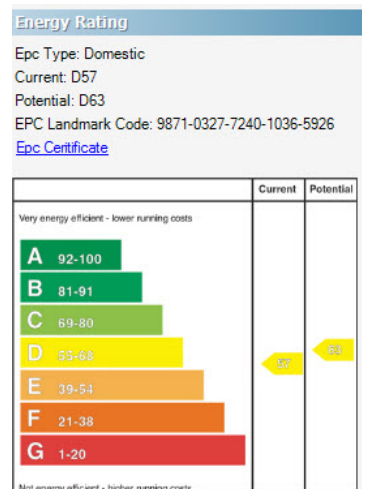 Energy Rating
Epc Type: Domestic
Current: D57
Potential: D63
EPC Landmark Code: 9871-0327-7240-1036-5926
Epc Ceritificate
Current Potential
Very energy efficient - lower running costs
A 92-100
B 81-91
C 69-80
D 55-68
57 63
E 39-54
F 21-38
G 1-20
Not energy efficient - higher running costs